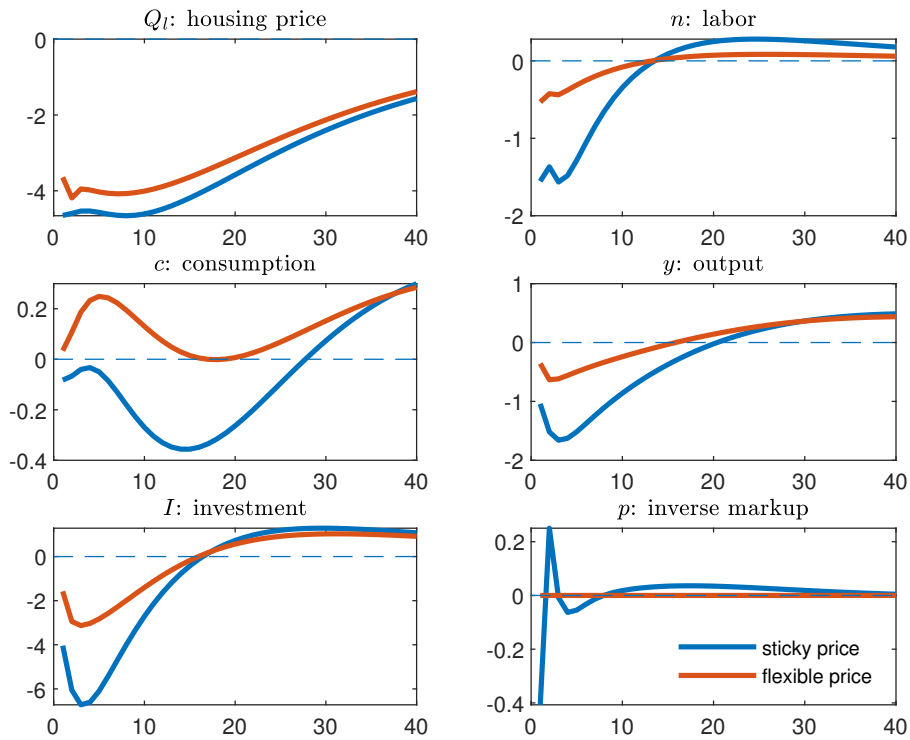 Q_l: housing price
0
-2
-4
0 10 20 30 40
n: labor
0
-1
-2
0 10 20 30 40
c: consumption
0.2
0
-0.2
-0.4
0 10 20 30 40
y: output
1
0
-1
-2
0 10 20 30 40
I: investment
0
-2
-4
-6
0 10 20 30 40
p: inverse markup
0.2
0
-0.2
-0.4
sticky price
flexible price
0 10 20 30 40